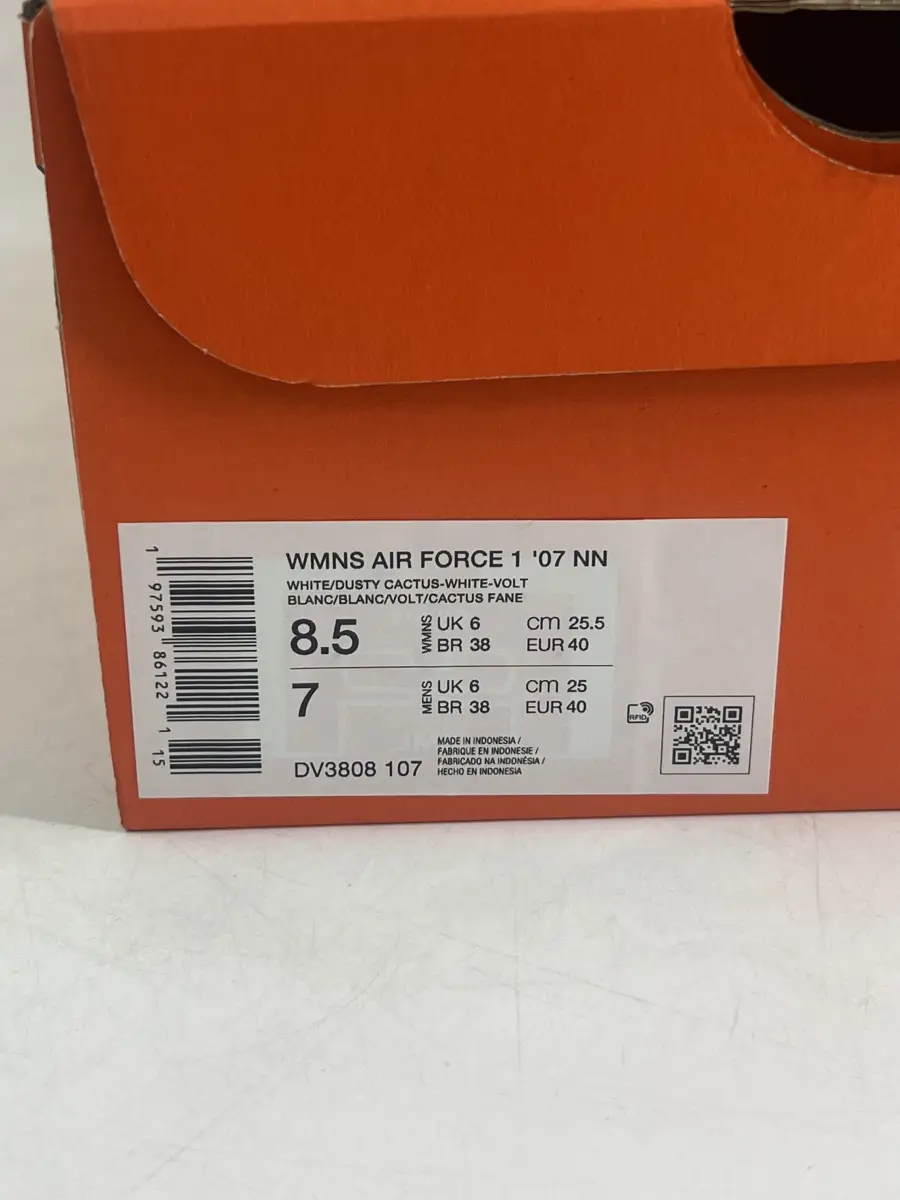 WMNS AIR FORCE 1 '07 NN
WHITE/DUSTY CACTUS-WHITE-VOLT
BLANC/BLANC/VOLT/CACTUS FANE
8.5 WMNS UK 6 cm 25.5
BR 38 EUR 40
7 MENS UK 6 cm 25
BR 38 EUR 40
MADE IN INDONESIA /
FABRIQUE EN INDONESIE /
FABRICADO NA INDONÉSIA /
HECHO EN INDONESIA
DV3808 107
RFID
1 97593 86122 1 15